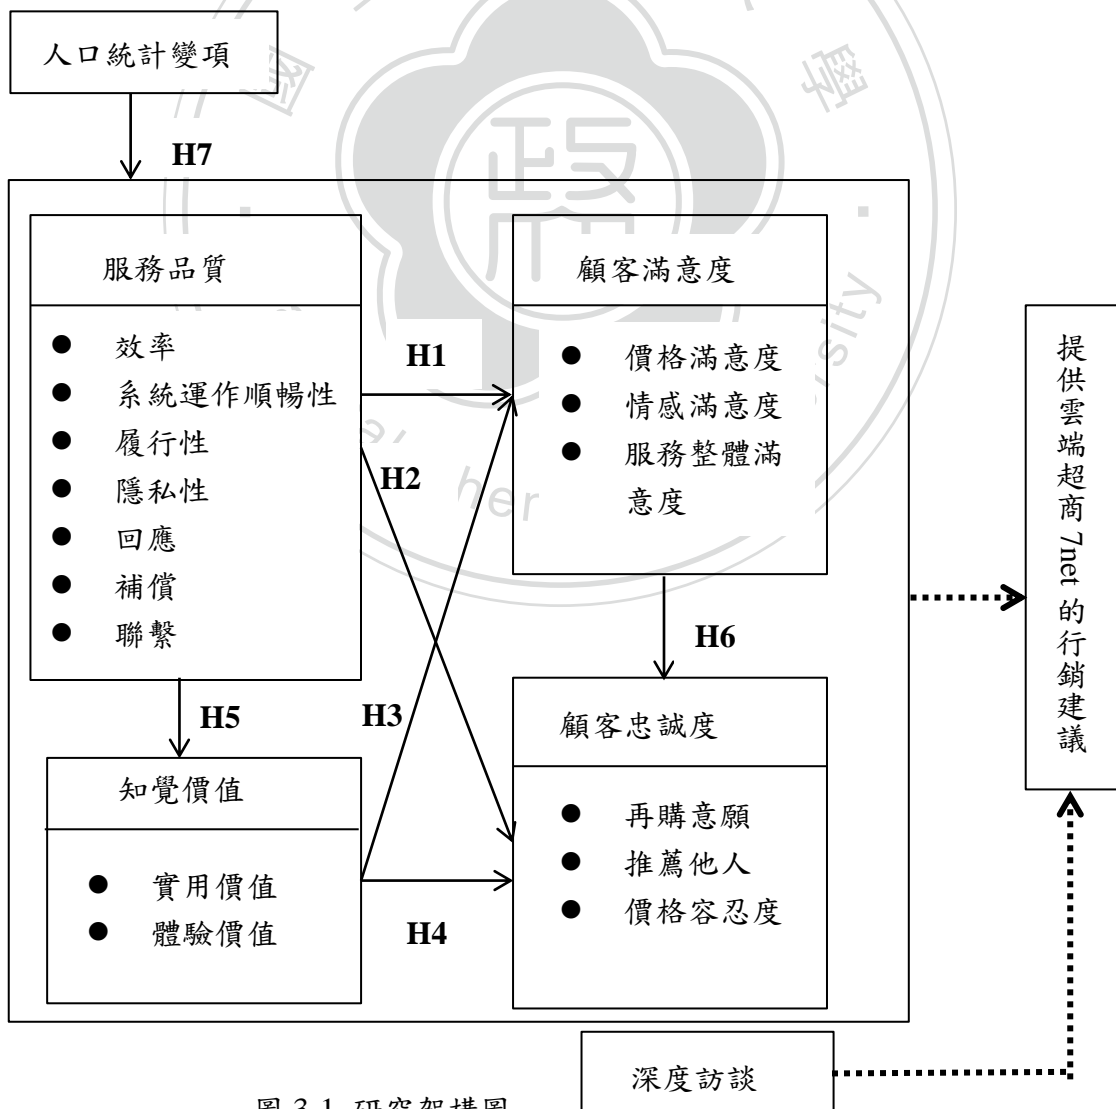 人口統計變項
國
學
政
H7
服務品質
● 效率
● 系統運作順暢性
● 履行性
● 隱私性
● 回應
● 補償
● 聯繫
H1
H2
H3
H4
H5
H6
顧客滿意度
● 價格滿意度
● 情感滿意度
● 服務整體滿
意度
知覺價值
● 實用價值
● 體驗價值
顧客忠誠度
● 再購意願
● 推薦他人
● 價格容忍度
提供雲端超商 7net 的行銷建議
深度訪談
圖 3.1 研究架構圖